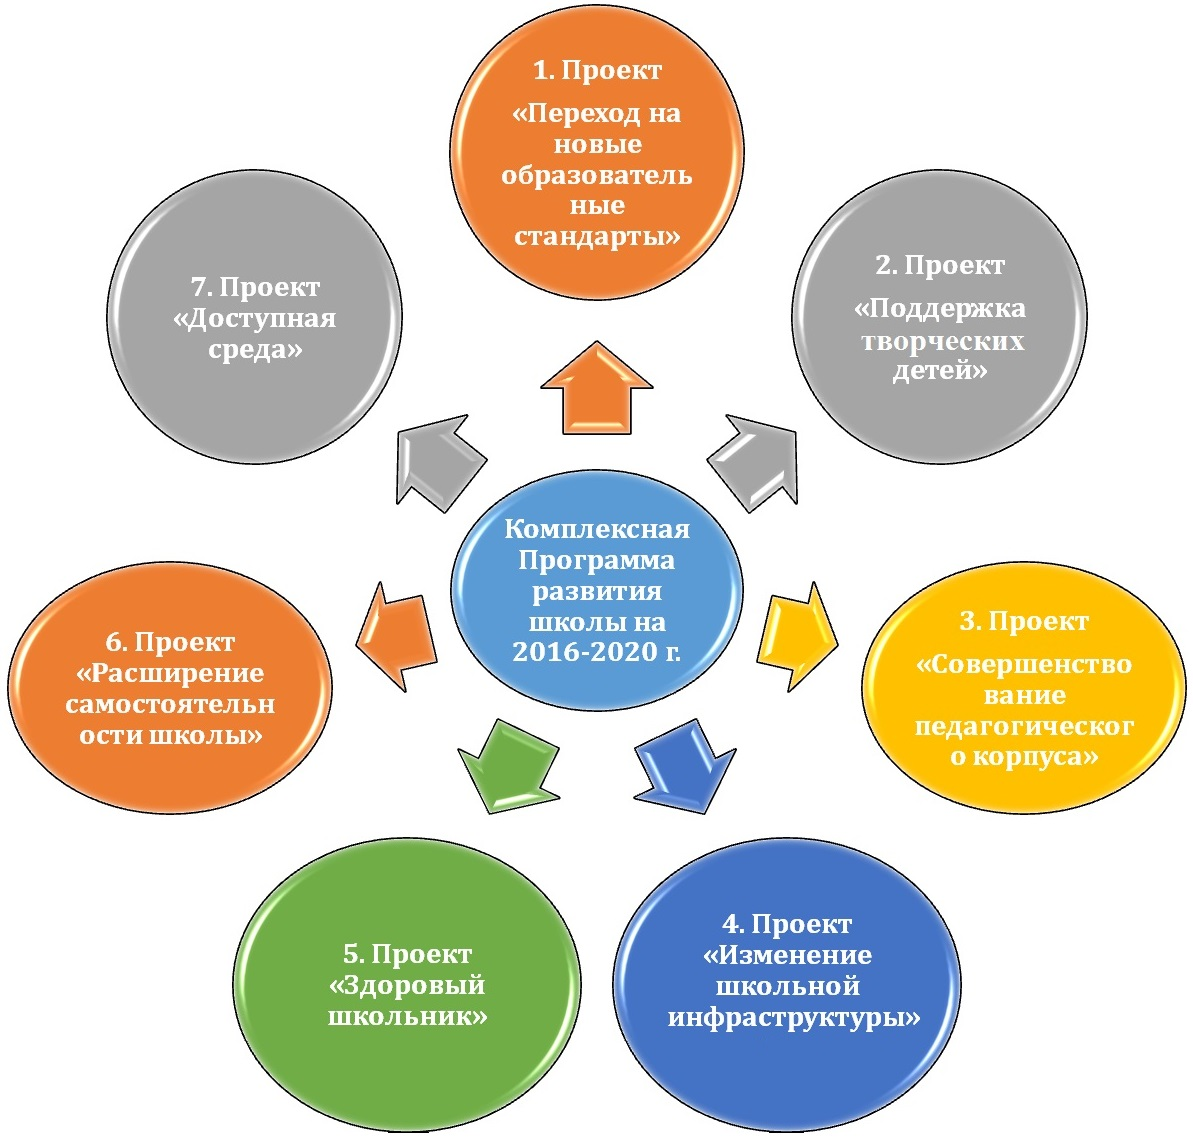 1. Проект
«Переход на
новые
образователь
ные
стандарты»
2. Проект
«Поддержка
творческих
детей»
3. Проект
«Совершенство
вание
педагогическог
о корпуса»
4. Проект
«Изменение
школьной
инфраструктуры»
5. Проект
«Здоровый
школьник»
6. Проект
«Расширение
самостоятельн
ости школы»
7. Проект
«Доступная
среда»
Комплексная
Программа
развития
школы на
2016-2020 г.